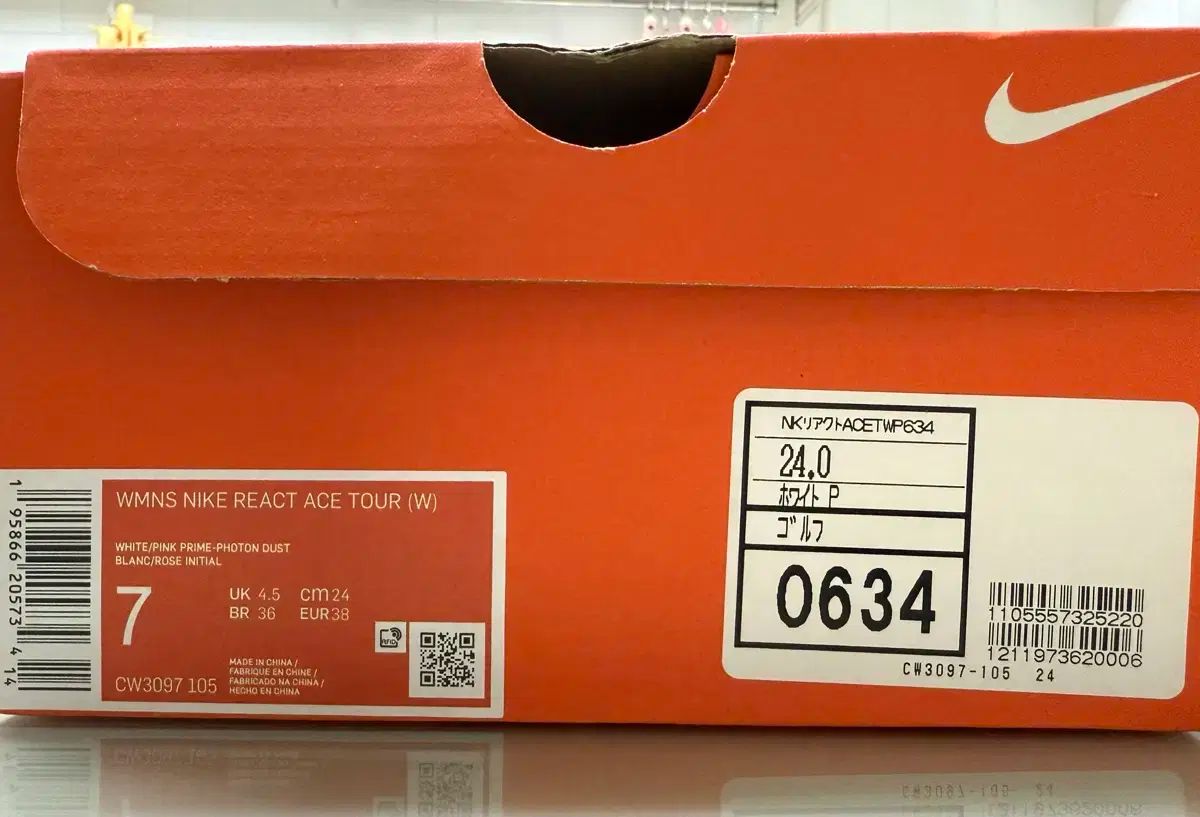 WMNS NIKE REACT ACE TOUR (W)
WHITE/PINK PRIME-PHOTON DUST
BLANC/ROSE INITIAL
7
UK 4.5 cm 24
BR 36 EUR 38
RFID
MADE IN CHINA /
FABRIQUE EN CHINE /
FABRICADO NA CHINA /
HECHO EN CHINA
CW3097 105
1 95866 20573 4 14
NKリアクトACETWP634
24.0
ホワイト P
ゴルフ
0634
1105557325220
1211973620006
CW3097-105 24